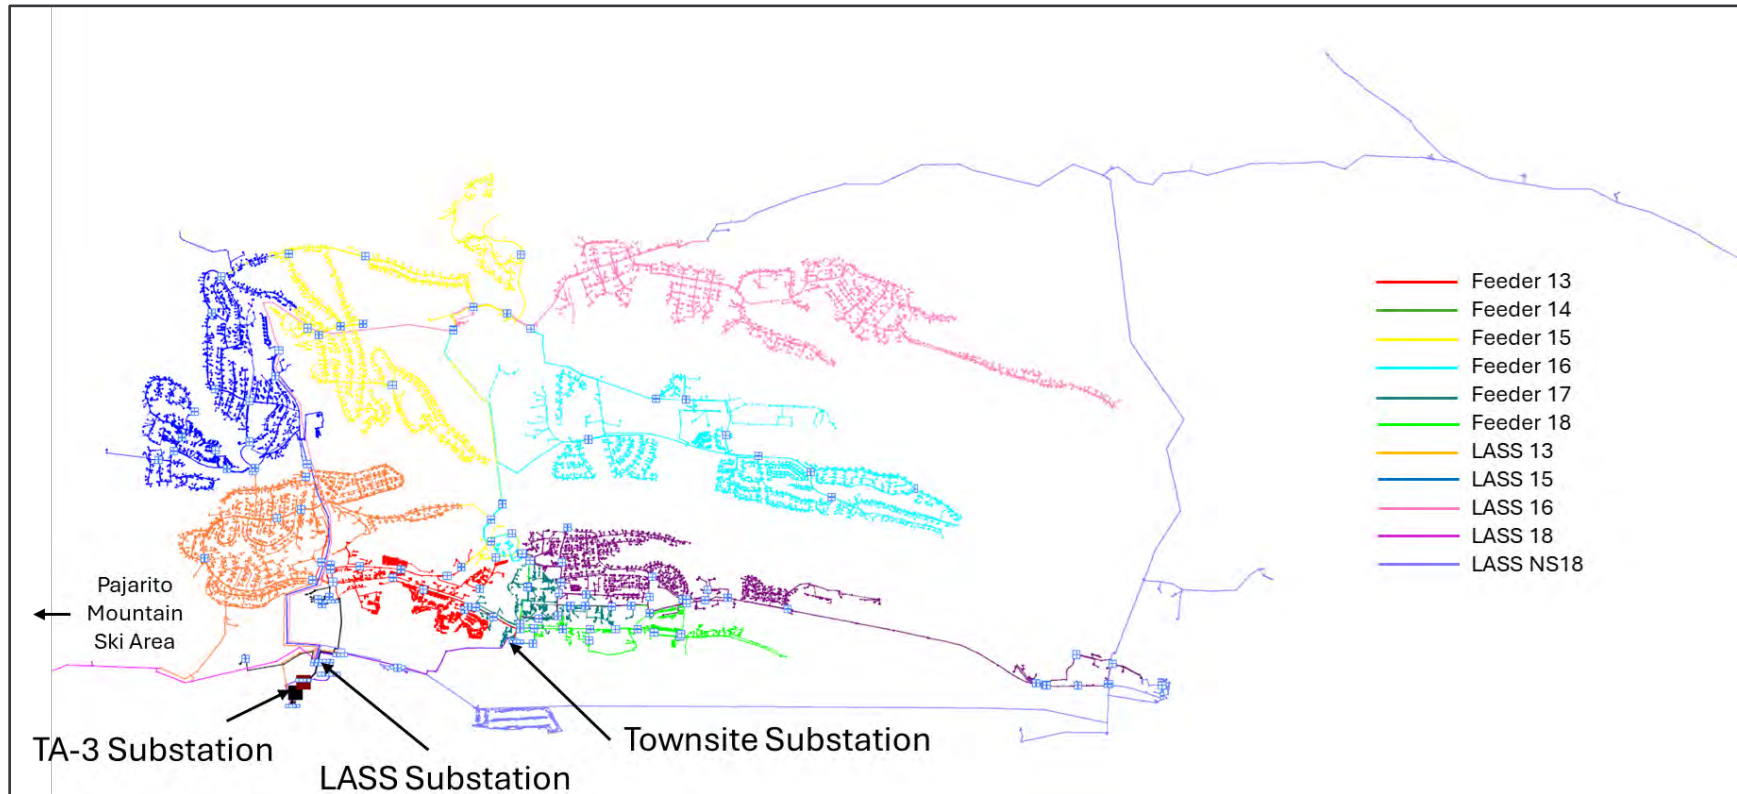 Feeder 13
Feeder 14
Feeder 15
Feeder 16
Feeder 17
Feeder 18
LASS 13
LASS 15
LASS 16
LASS 18
LASS NS18
Pajarito
Mountain
Ski Area
TA-3 Substation
LASS Substation
Townsite Substation